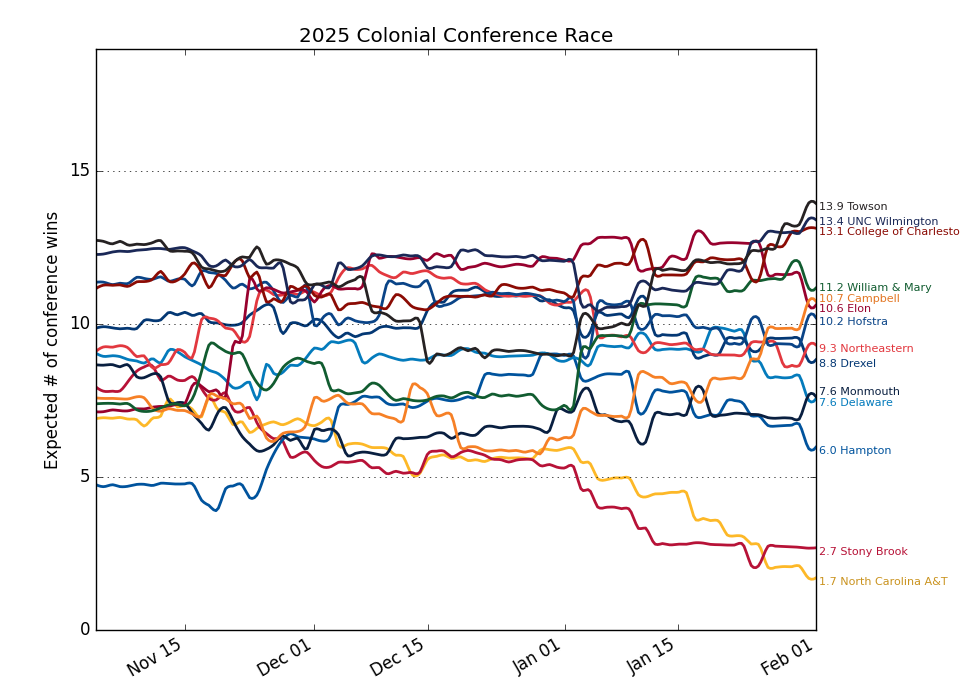 2025 Colonial Conference Race
Expected # of conference wins
15
10
5
0
Nov 15
Dec 01
Dec 15
Jan 01
Jan 15
Feb 01
13.9 Towson
13.4 UNC Wilmington
13.1 College of Charlesto
11.2 William & Mary
10.7 Campbell
10.6 Elon
10.2 Hofstra
9.3 Northeastern
8.8 Drexel
7.6 Monmouth
7.6 Delaware
6.0 Hampton
2.7 Stony Brook
1.7 North Carolina A&T